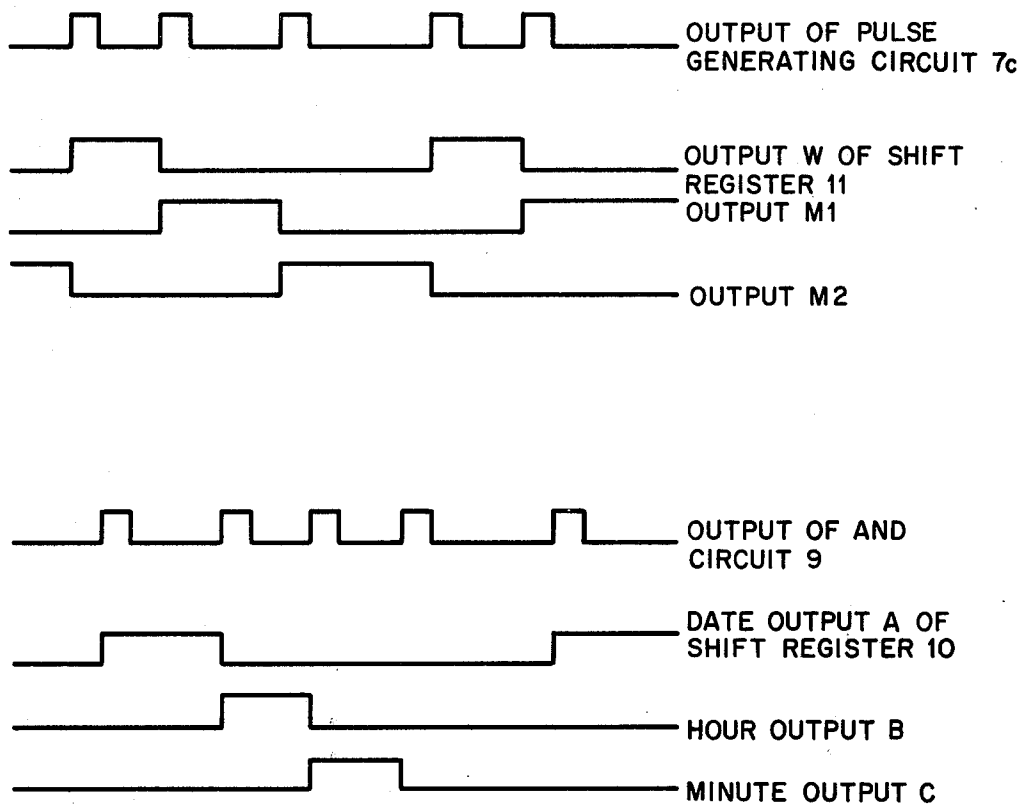 OUTPUT OF PULSE
GENERATING CIRCUIT 7c
OUTPUT W OF SHIFT
REGISTER 11
OUTPUT M1
OUTPUT M2
OUTPUT OF AND
CIRCUIT 9
DATE OUTPUT A OF
SHIFT REGISTER 10
HOUR OUTPUT B
MINUTE OUTPUT C